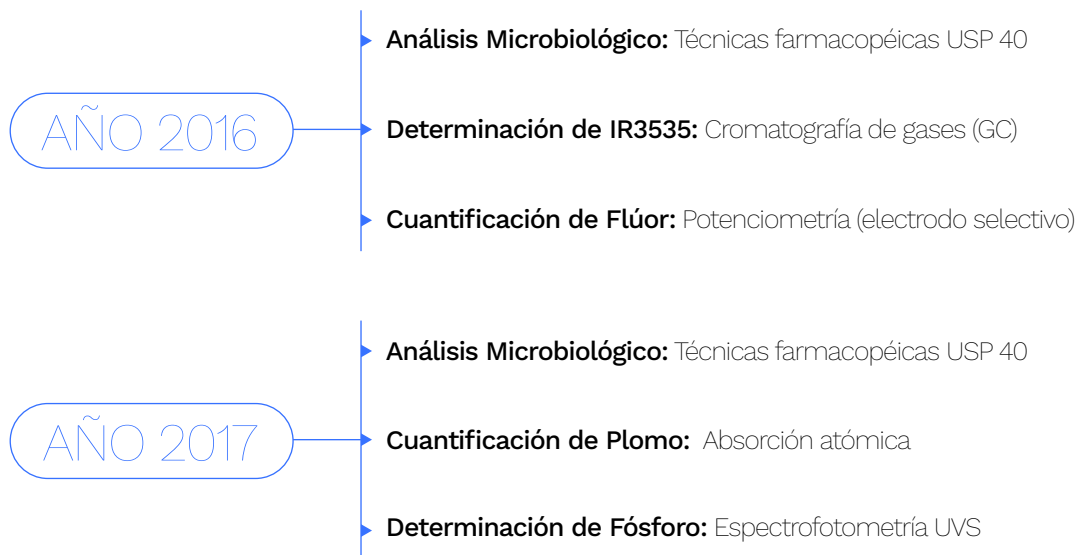 AÑO 2016
Análisis Microbiológico: Técnicas farmacopéicas USP 40
Determinación de IR3535: Cromatografía de gases (GC)
Cuantificación de Flúor: Potenciometría (electrodo selectivo)
AÑO 2017
Análisis Microbiológico: Técnicas farmacopéicas USP 40
Cuantificación de Plomo: Absorción atómica
Determinación de Fósforo: Espectrofotometría UVS